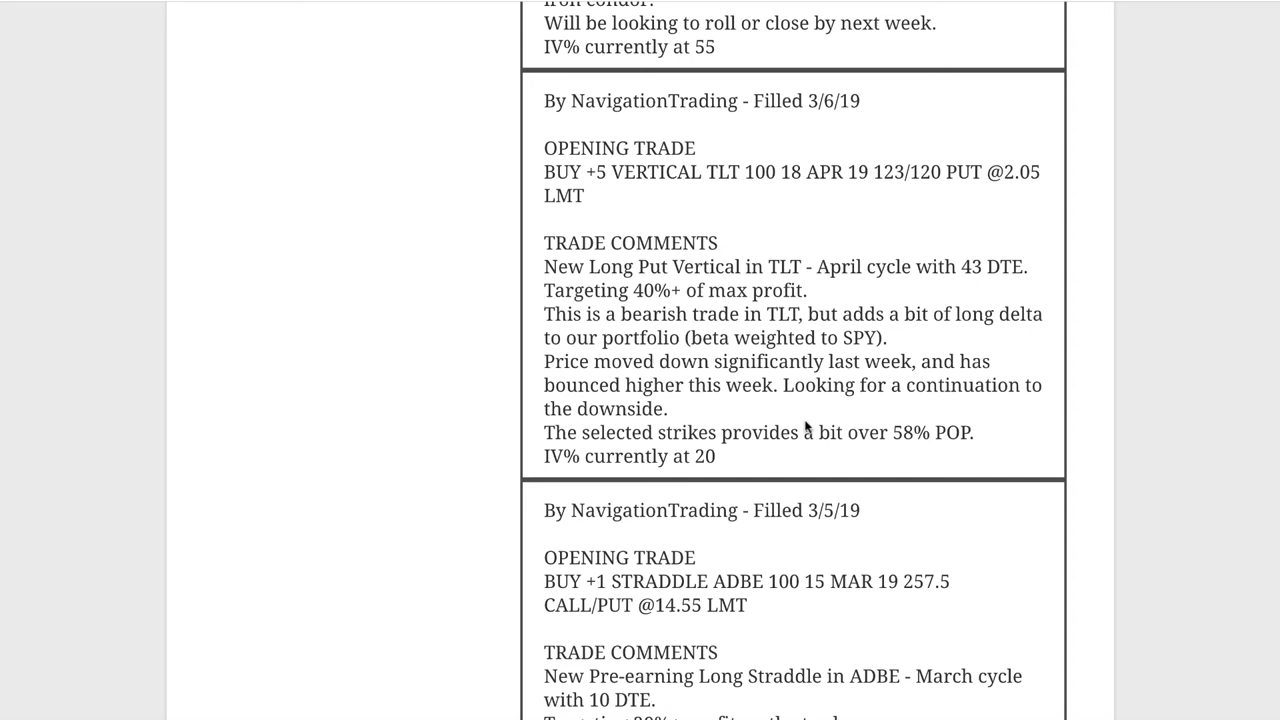 iron condor.
Will be looking to roll or close by next week.
IV% currently at 55
By NavigationTrading - Filled 3/6/19
OPENING TRADE
BUY +5 VERTICAL TLT 100 18 APR 19 123/120 PUT @2.05
LMT
TRADE COMMENTS
New Long Put Vertical in TLT - April cycle with 43 DTE.
Targeting 40%+ of max profit.
This is a bearish trade in TLT, but adds a bit of long delta
to our portfolio (beta weighted to SPY).
Price moved down significantly last week, and has
bounced higher this week. Looking for a continuation to
the downside.
The selected strikes provides a bit over 58% POP.
IV% currently at 20
By NavigationTrading - Filled 3/5/19
OPENING TRADE
BUY +1 STRADDLE ADBE 100 15 MAR 19 257.5
CALL/PUT @14.55 LMT
TRADE COMMENTS
New Pre-earning Long Straddle in ADBE - March cycle
with 10 DTE.